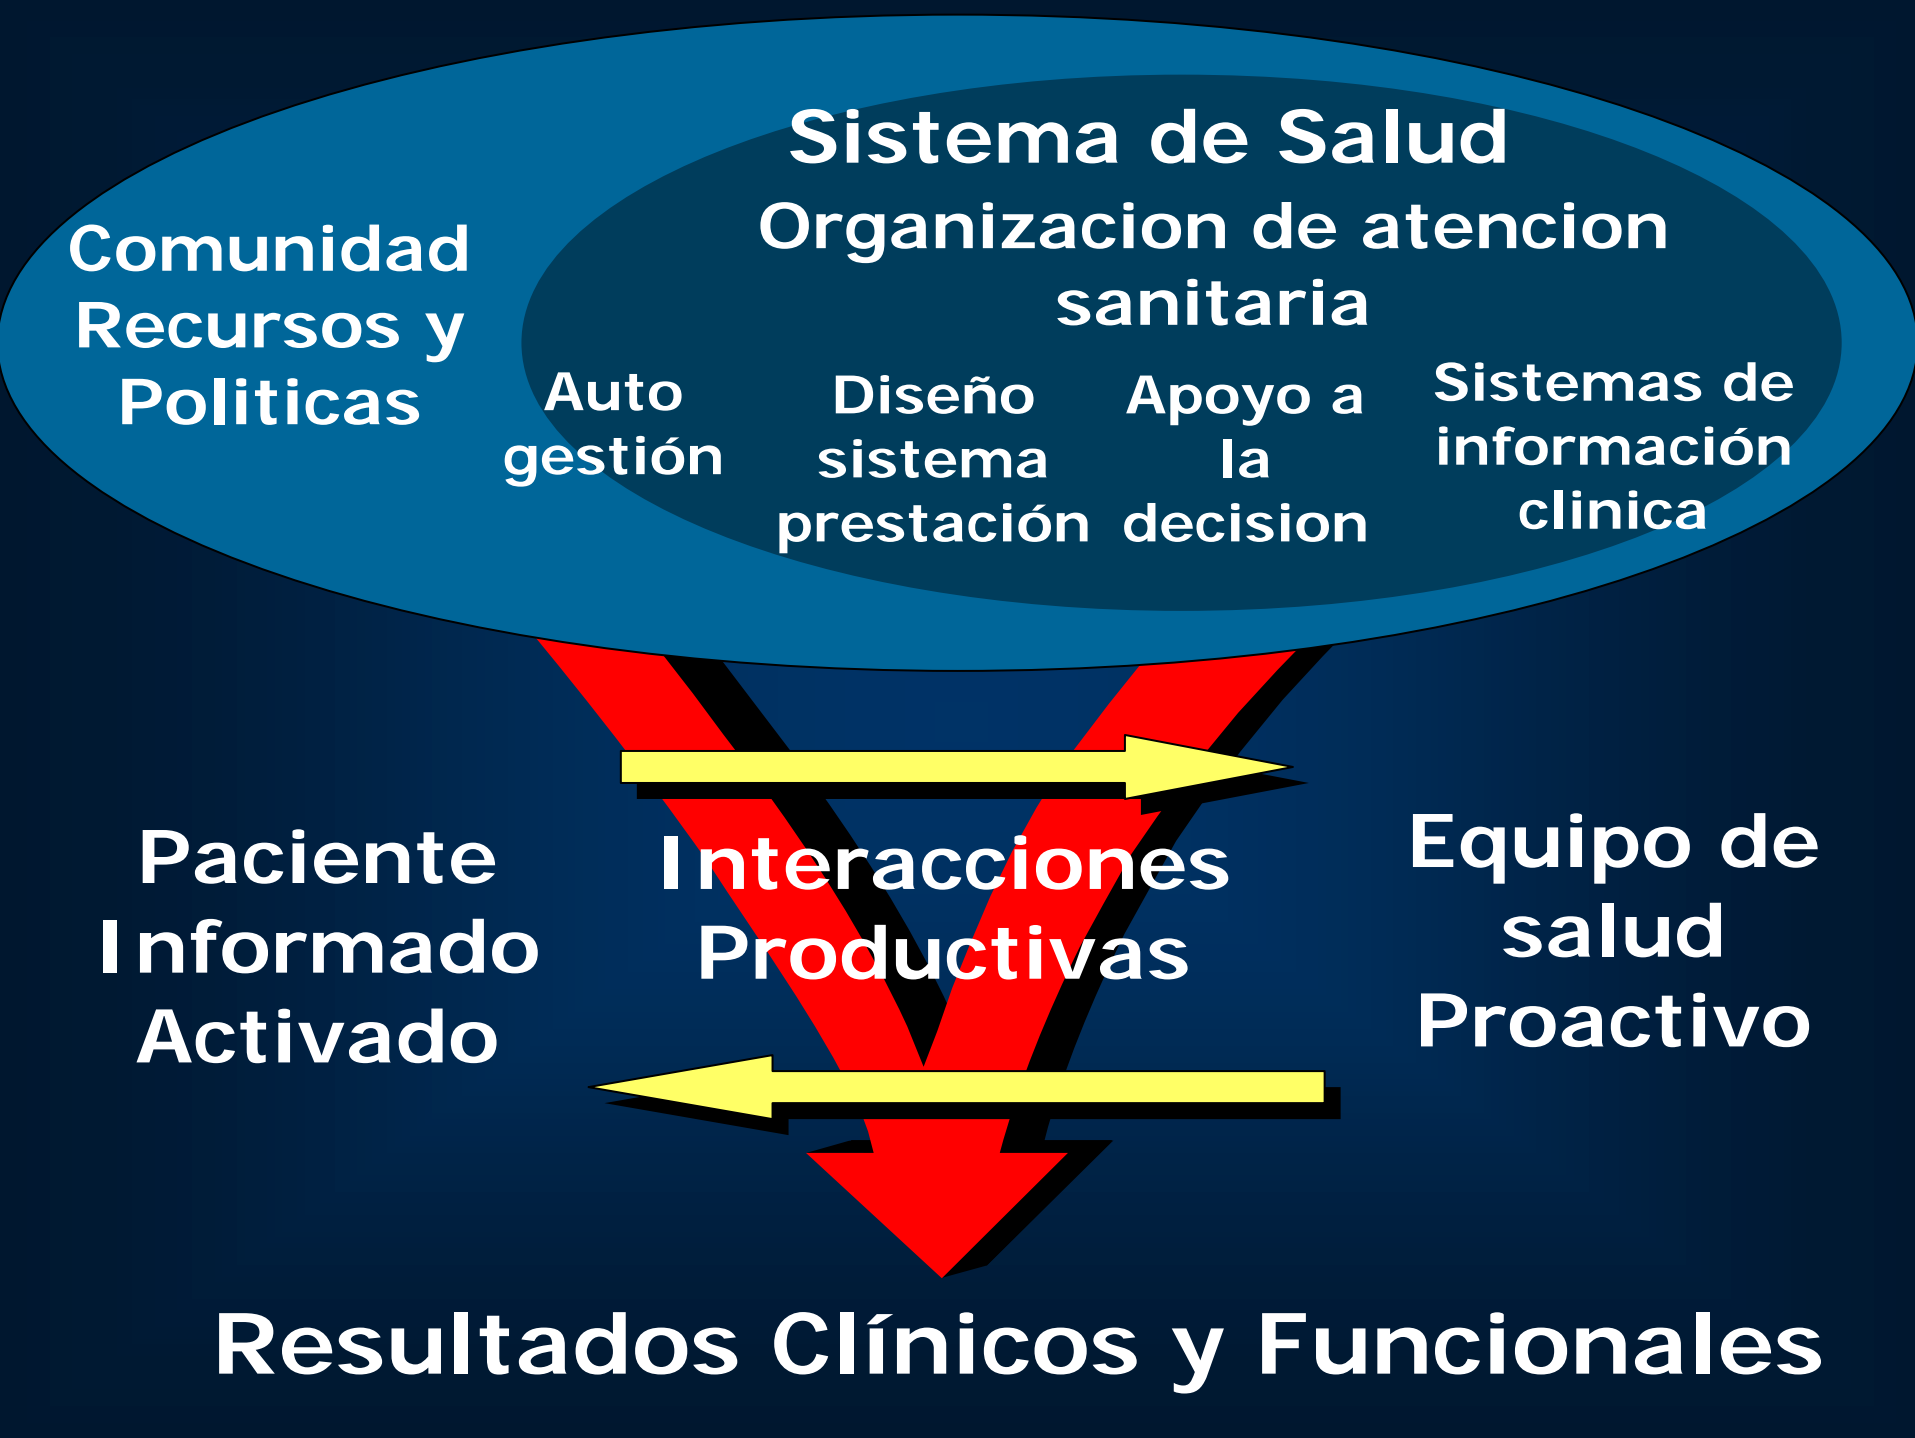 Sistema de Salud
Organizacion de atencion
sanitaria
Comunidad
Recursos y
Politicas
Auto
gestión
Diseño
sistema
prestación
Apoyo a
la
decision
Sistemas de
información
clinica
Paciente
Informado
Activado
Interacciones
Productivas
Equipo de
salud
Proactivo
Resultados Clínicos y Funcionales